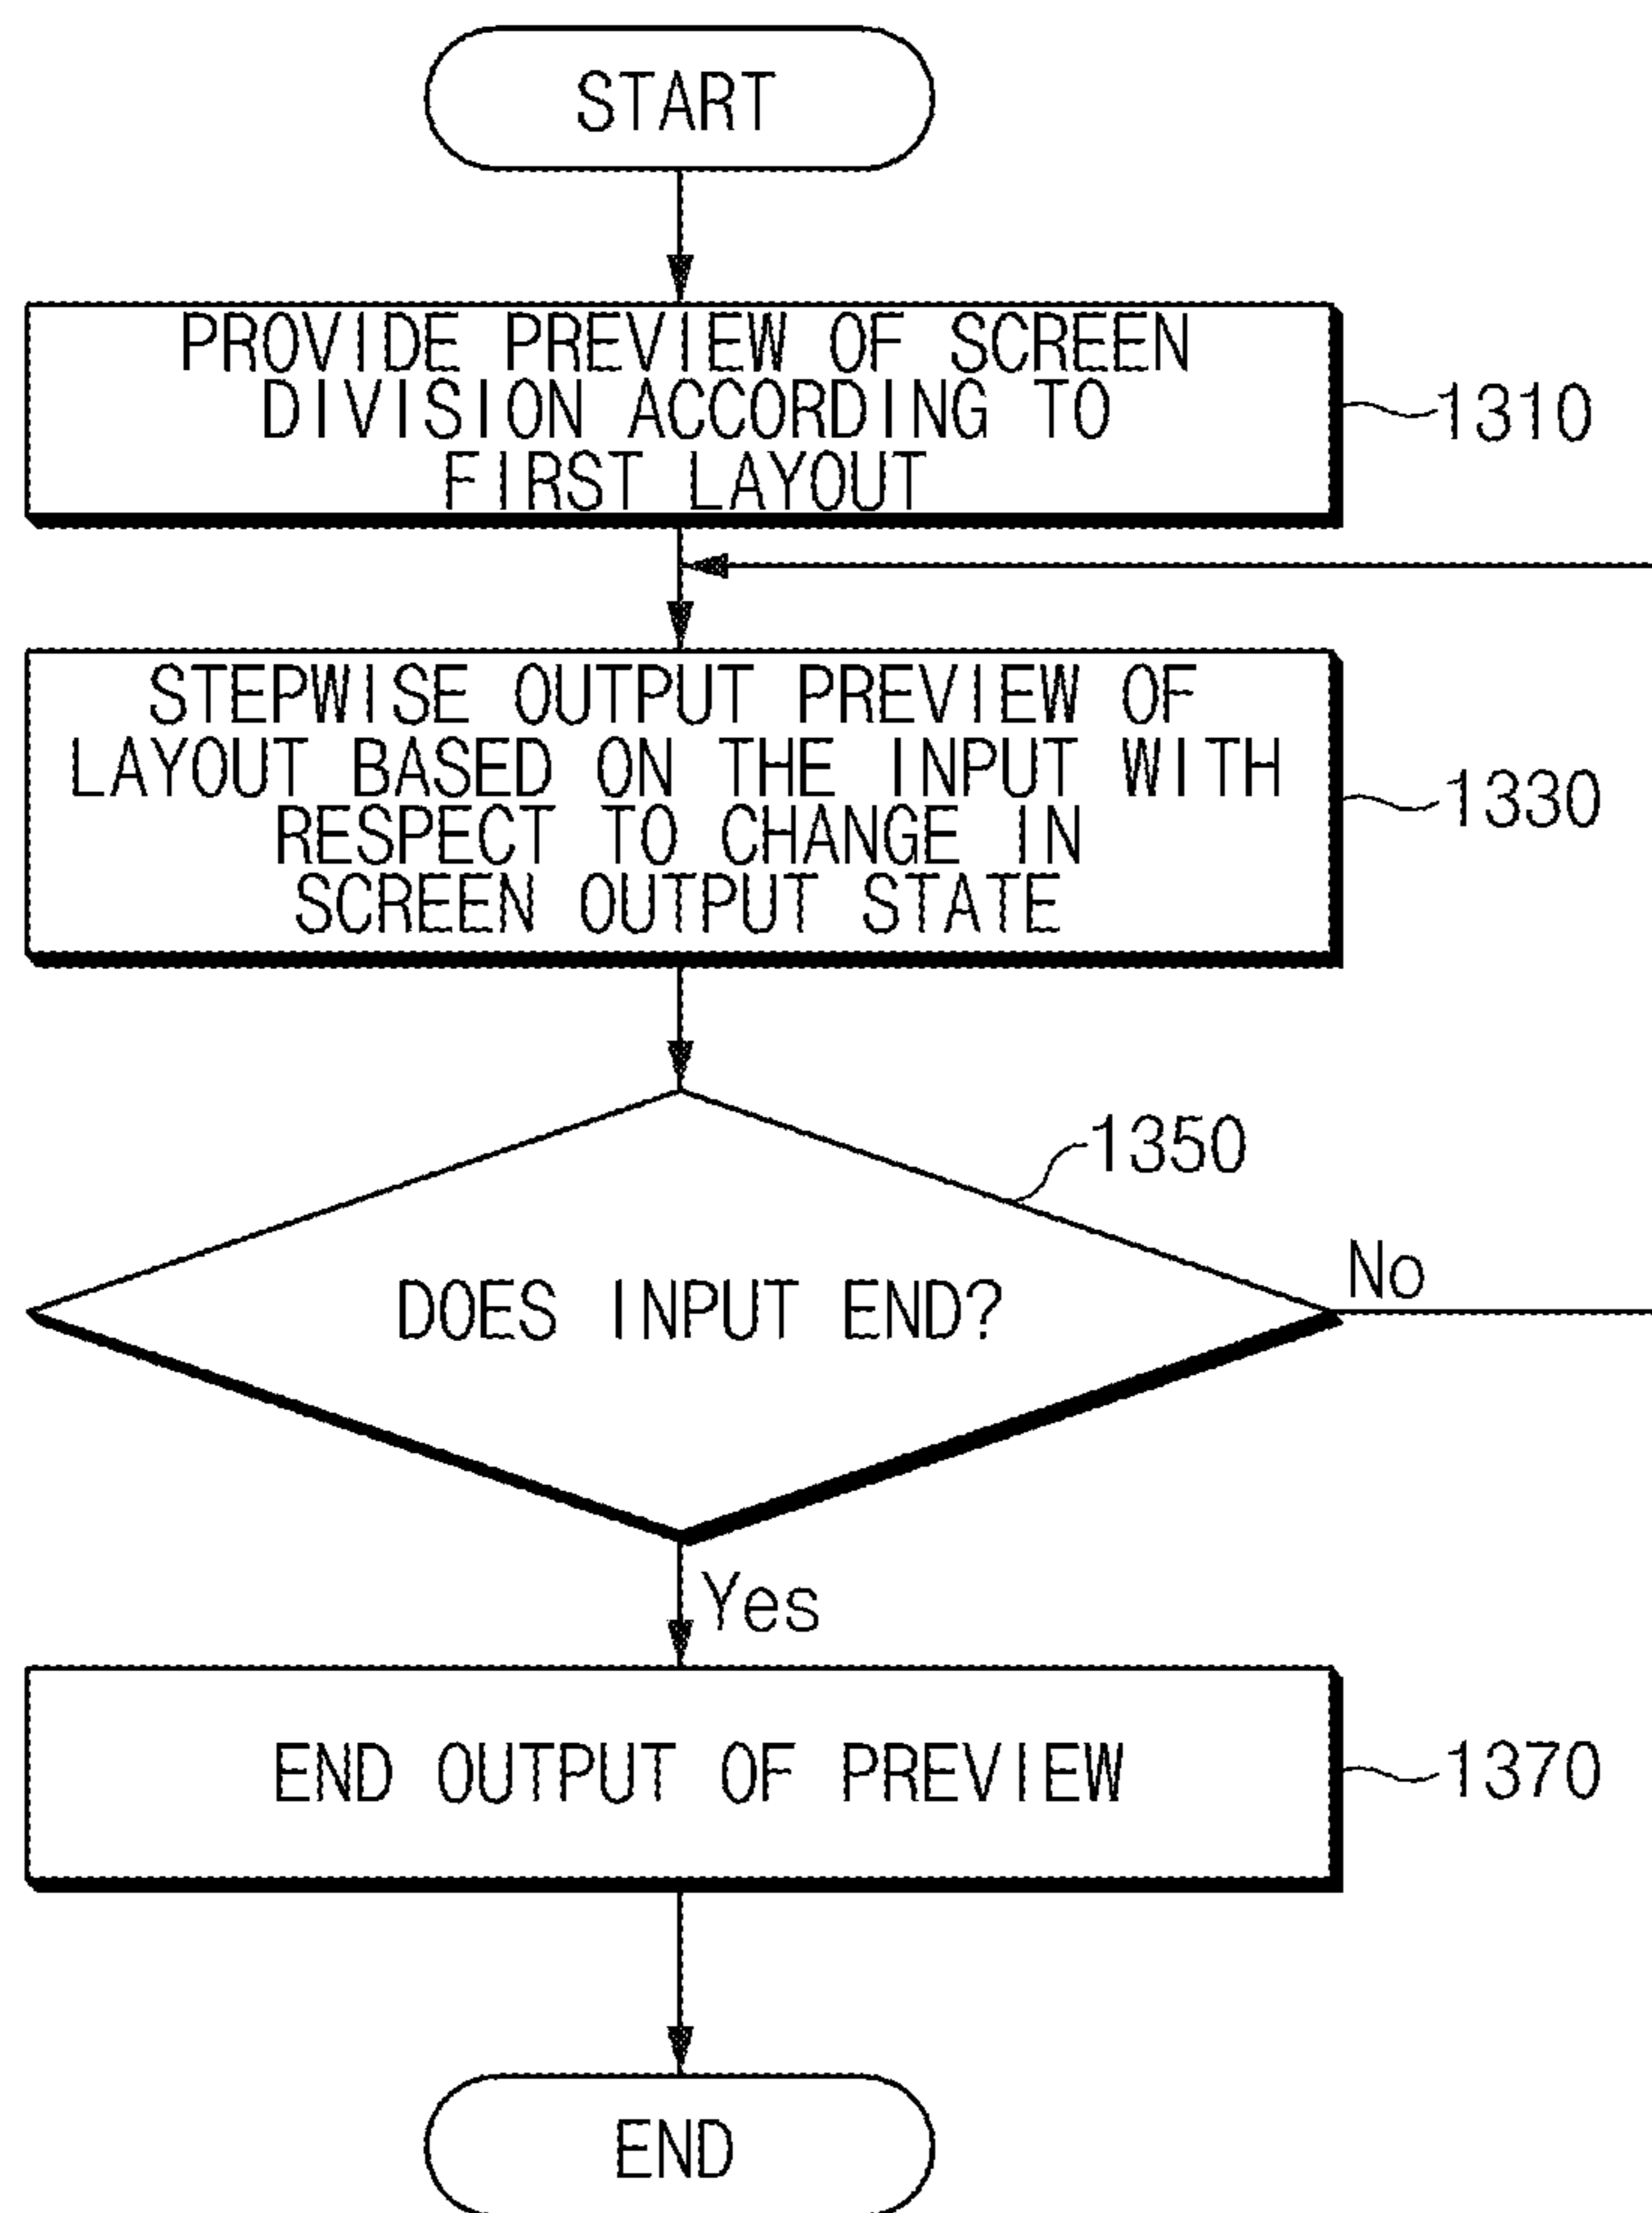 START
PROVIDE PREVIEW OF SCREEN
DIVISION ACCORDING TO
FIRST LAYOUT
1310
STEPWISE OUTPUT PREVIEW OF
LAYOUT BASED ON THE INPUT WITH
RESPECT TO CHANGE IN
SCREEN OUTPUT STATE
1330
1350
DOES INPUT END?
No
Yes
END OUTPUT OF PREVIEW
1370
END